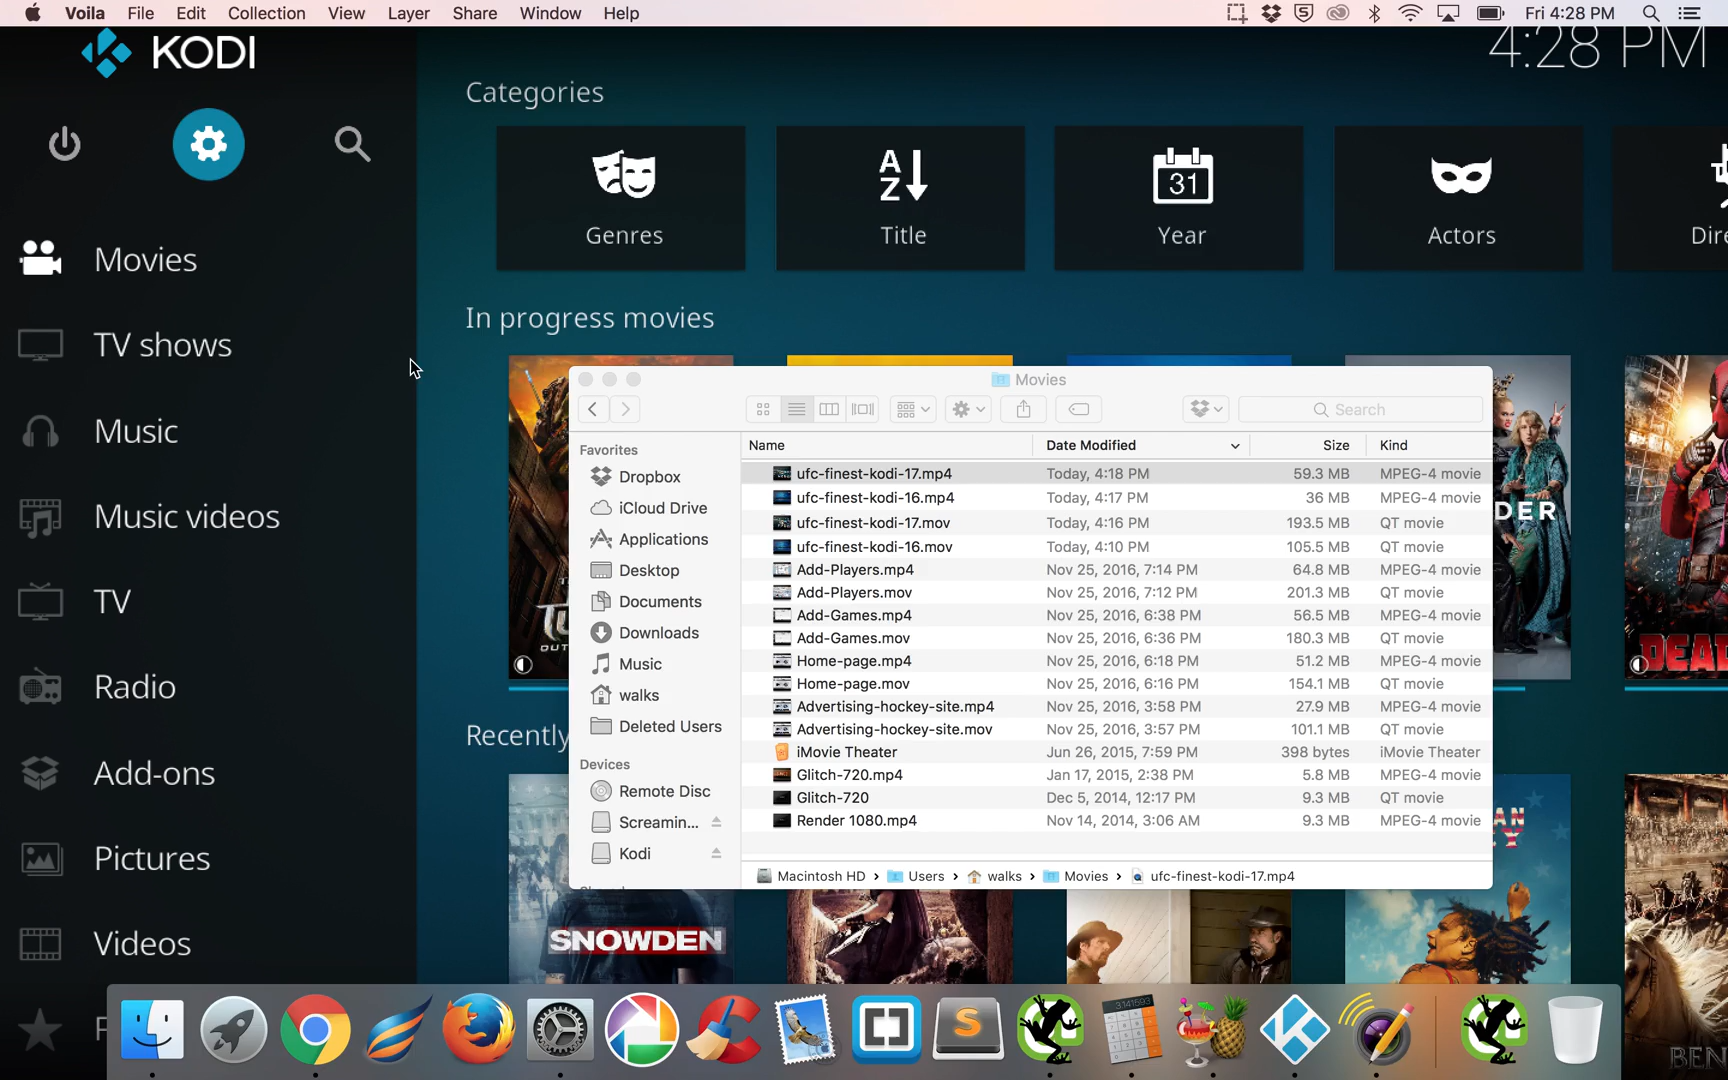 Voila File Edit Collection View Layer Share Window Help Fri 4:28 PM
KODI
4:28 PM
Categories
31
A
Z
Genres Title Year Actors
Movies
TV shows
Music
Music videos
TV
Radio
Add-ons
Pictures
Videos
In progress movies
Recently
Movies
Search
Favorites
Dropbox
iCloud Drive
Applications
Desktop
Documents
Downloads
Music
walks
Deleted Users
Devices
Remote Disc
Screamin...
Kodi
Name Date Modified Size Kind
ufc-finest-kodi-17.mp4 Today, 4:18 PM 59.3 MB MPEG-4 movie
ufc-finest-kodi-16.mp4 Today, 4:17 PM 36 MB MPEG-4 movie
ufc-finest-kodi-17.mov Today, 4:16 PM 193.5 MB QT movie
ufc-finest-kodi-16.mov Today, 4:10 PM 105.5 MB QT movie
Add-Players.mp4 Nov 25, 2016, 7:14 PM 64.8 MB MPEG-4 movie
Add-Players.mov Nov 25, 2016, 7:12 PM 201.3 MB QT movie
Add-Games.mp4 Nov 25, 2016, 6:38 PM 56.5 MB MPEG-4 movie
Add-Games.mov Nov 25, 2016, 6:36 PM 180.3 MB QT movie
Home-page.mp4 Nov 25, 2016, 6:18 PM 51.2 MB MPEG-4 movie
Home-page.mov Nov 25, 2016, 6:16 PM 154.1 MB QT movie
Advertising-hockey-site.mp4 Nov 25, 2016, 3:58 PM 27.9 MB MPEG-4 movie
Advertising-hockey-site.mov Nov 25, 2016, 3:57 PM 101.1 MB QT movie
iMovie Theater Jun 26, 2015, 7:59 PM 398 bytes iMovie Theater
Glitch-720.mp4 Jan 17, 2015, 2:38 PM 5.8 MB MPEG-4 movie
Glitch-720 Dec 5, 2014, 12:17 PM 9.3 MB QT movie
Render 1080.mp4 Nov 14, 2014, 3:06 AM 9.3 MB MPEG-4 movie
Macintosh HD › Users › walks › Movies › ufc-finest-kodi-17.mp4
DER
DEAD
SNOWDEN
AN
Y
BEN
3.141593
S